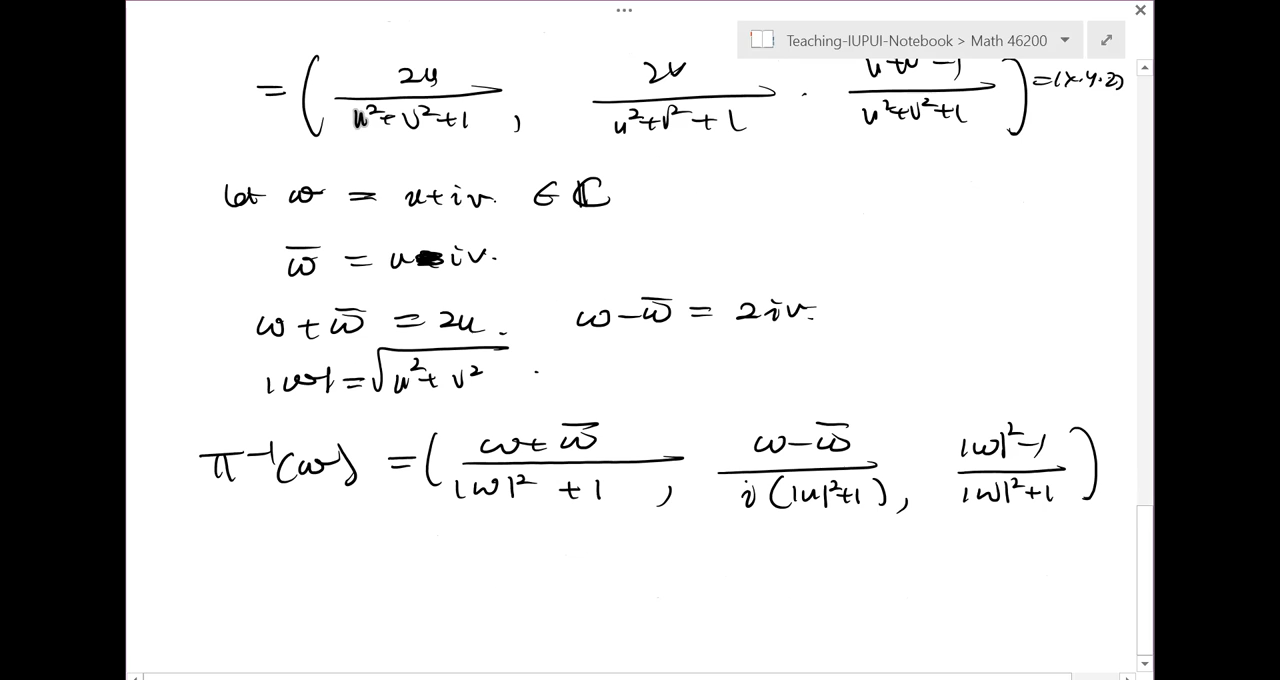 Teaching-IUPUI-Notebook > Math 46200
= ( 2u / u²+v²+1 , 2v / u²+v²+1 . u²+v²-1 / u²+v²+1 ) = (x.y.z)
let ω = u+iv. ∈ ℂ
ω̅ = u-iv.
ω + ω̅ = 2u. ω-ω̅ = 2iv.
|ω| = √u²+v² .
π⁻¹(ω) = ( ω+ω̅ / |ω|²+1 , ω-ω̅ / i(|ω|²+1) , |ω|²-1 / |ω|²+1 )